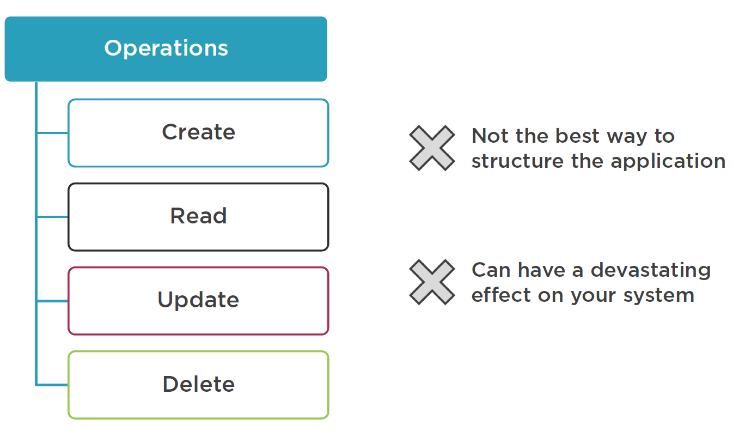 Operations
Create
Read
Update
Delete
Not the best way to
structure the application
Can have a devastating
effect on your system